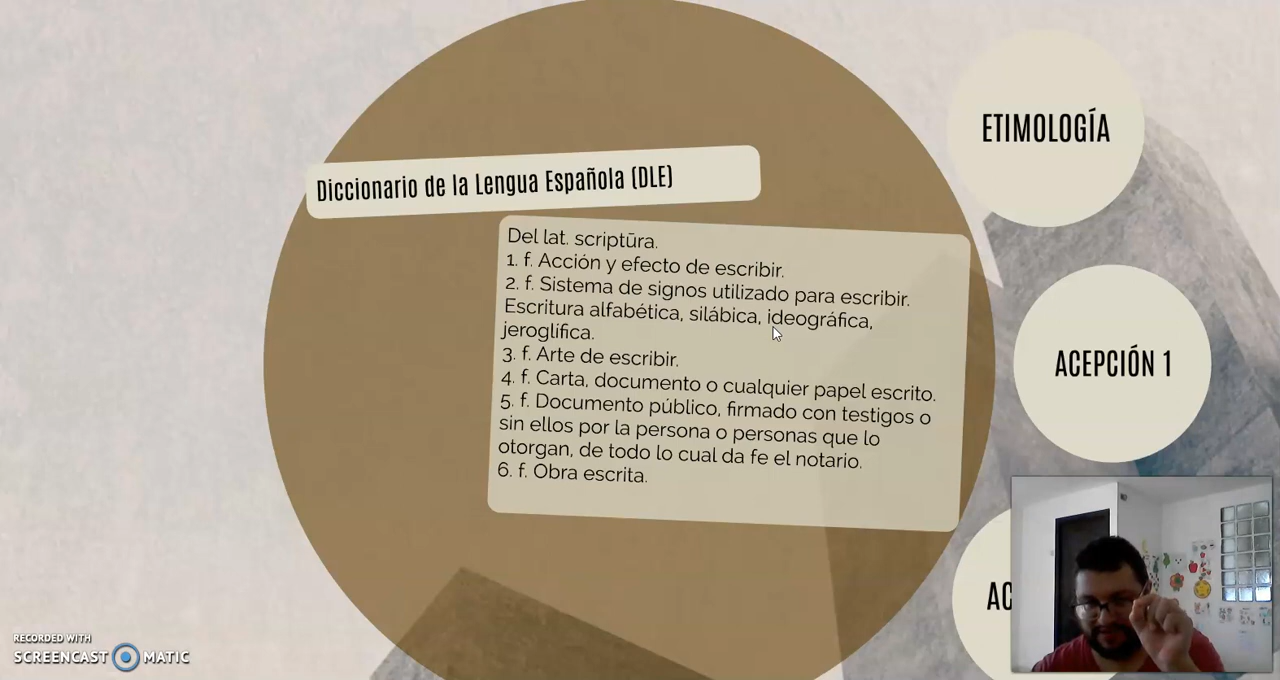 Diccionario de la Lengua Española (DLE)
Del lat. scriptūra.
1. f. Acción y efecto de escribir.
2. f. Sistema de signos utilizado para escribir.
Escritura alfabética, silábica, ideográfica,
jeroglífica.
3. f. Arte de escribir.
4. f. Carta, documento o cualquier papel escrito.
5. f. Documento público, firmado con testigos o
sin ellos por la persona o personas que lo
otorgan, de todo lo cual da fe el notario.
6. f. Obra escrita.
ETIMOLOGÍA
ACEPCIÓN 1
AC
RECORDED WITH
SCREENCAST MATIC